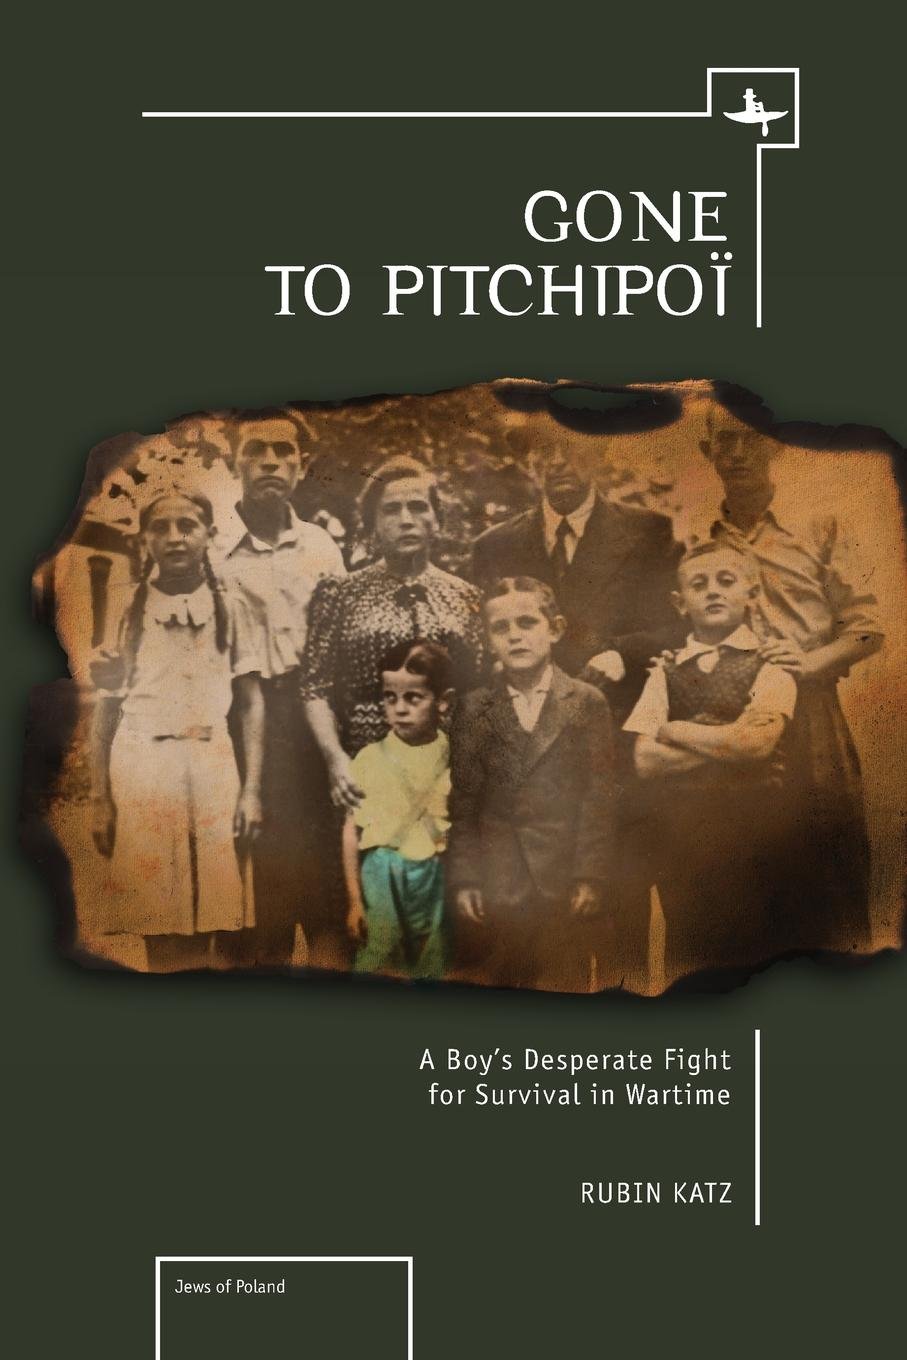 GONE
TO PITCHIPOÏ
A Boy's Desperate Fight
for Survival in Wartime
RUBIN KATZ
Jews of Poland